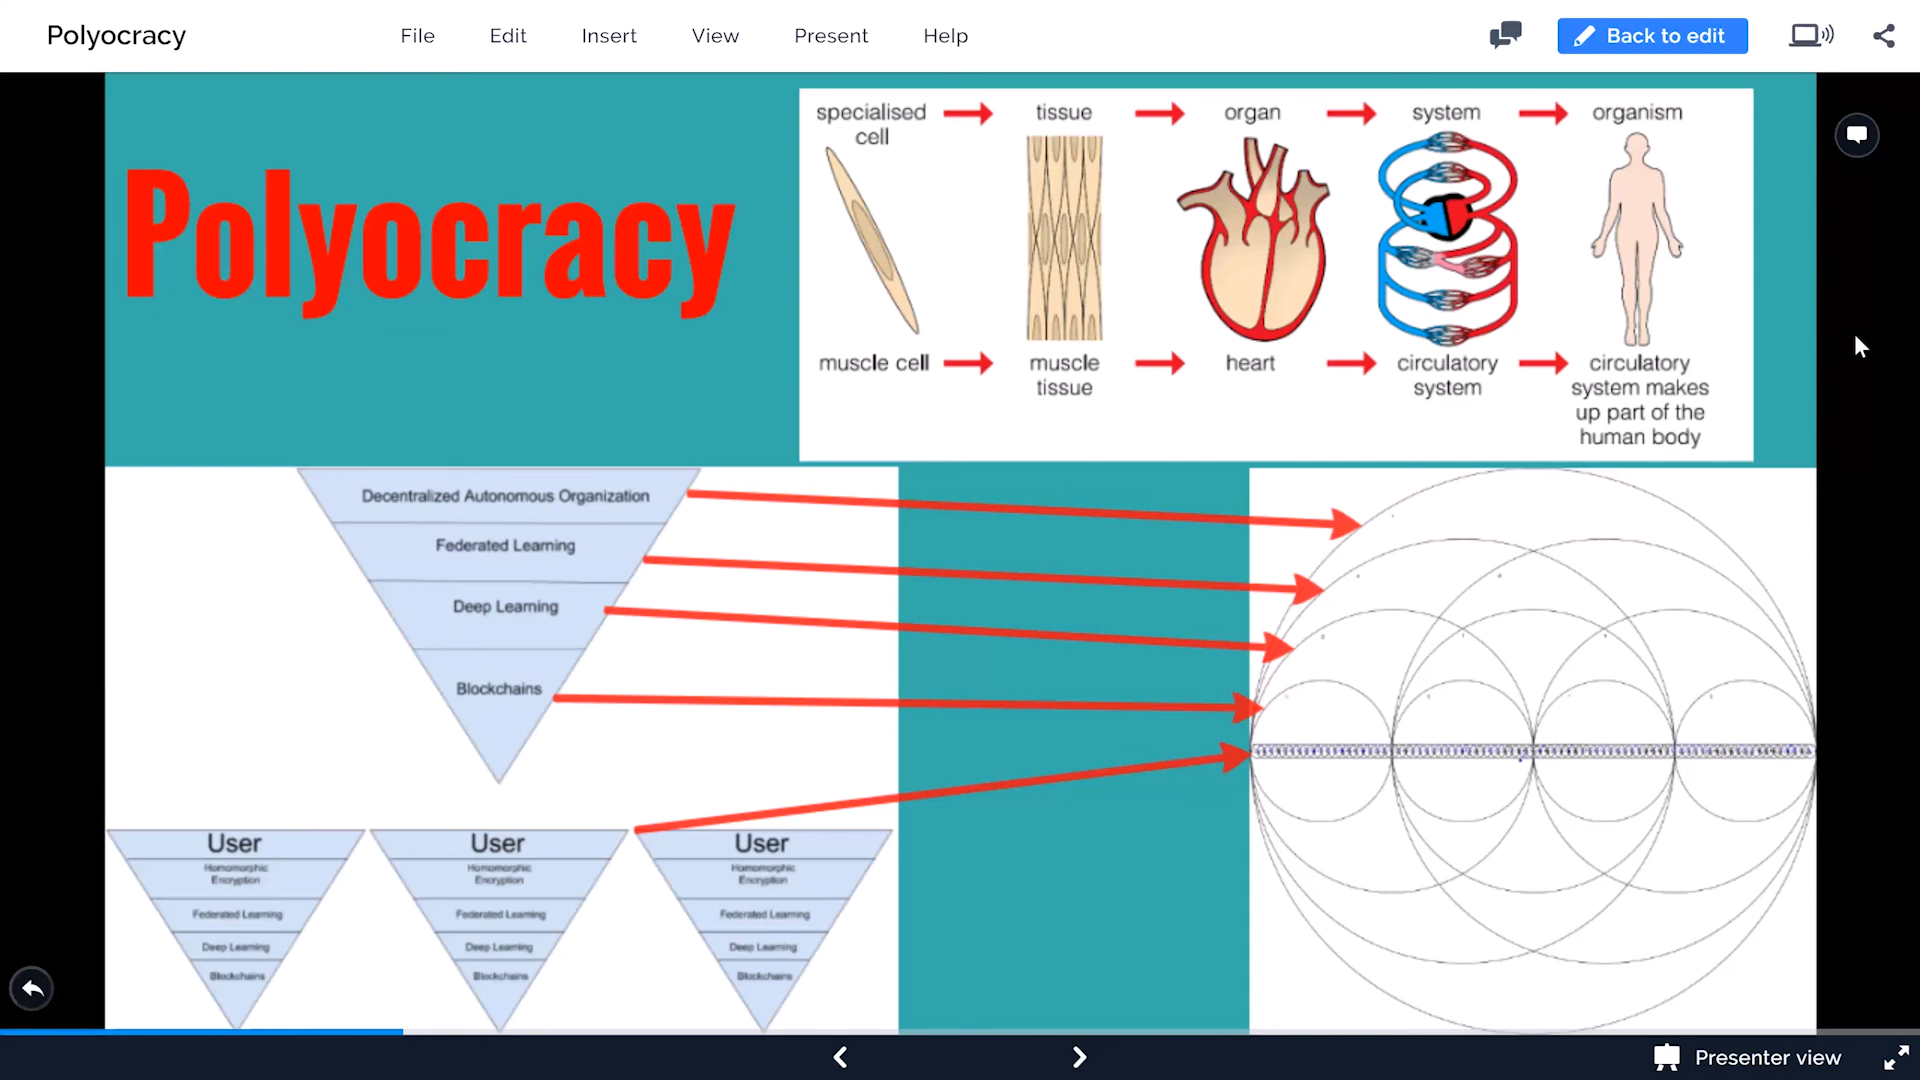 Polyocracy
File Edit Insert View Present Help
Back to edit
Polyocracy
specialised
cell
tissue
organ
system
organism
muscle cell
muscle
tissue
heart
circulatory
system
circulatory
system makes
up part of the
human body
Decentralized Autonomous Organization
Federated Learning
Deep Learning
Blockchains
User
Homomorphic
Encryption
Federated Learning
Deep Learning
Blockchains
User
Homomorphic
Encryption
Federated Learning
Deep Learning
Blockchains
User
Homomorphic
Encryption
Federated Learning
Deep Learning
Blockchains
Presenter view